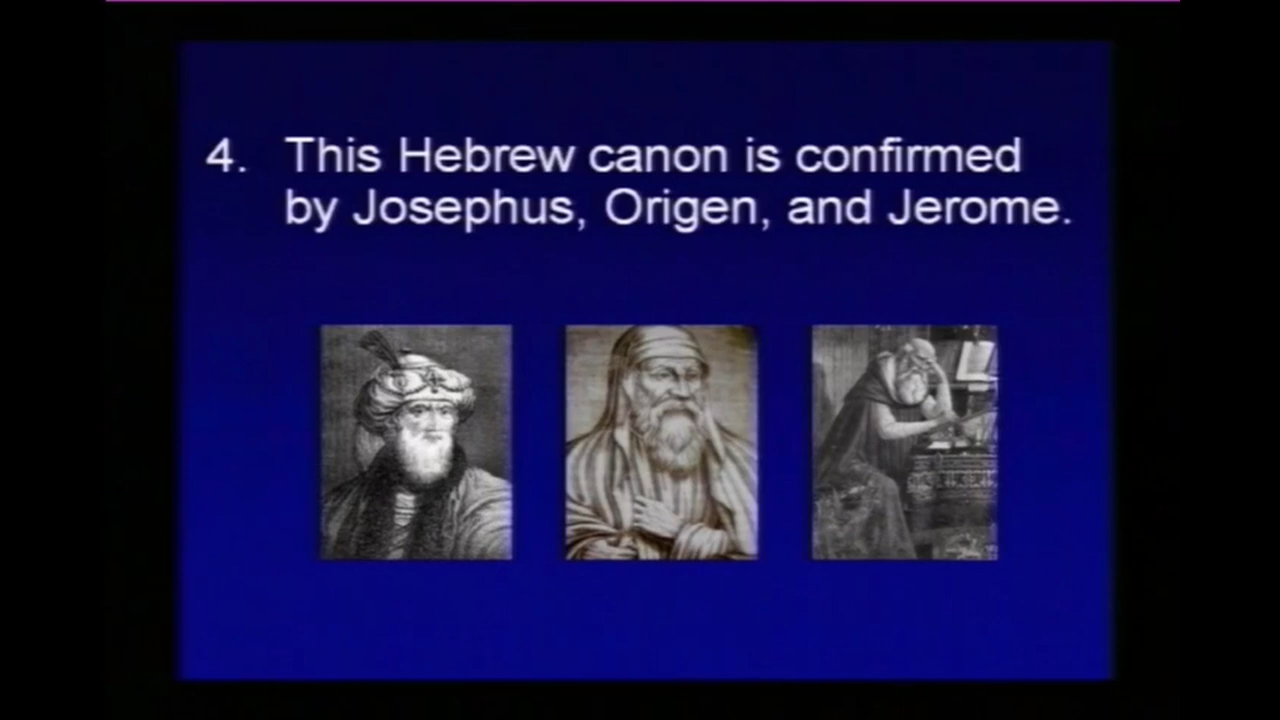 4. This Hebrew canon is confirmed
by Josephus, Origen, and Jerome.